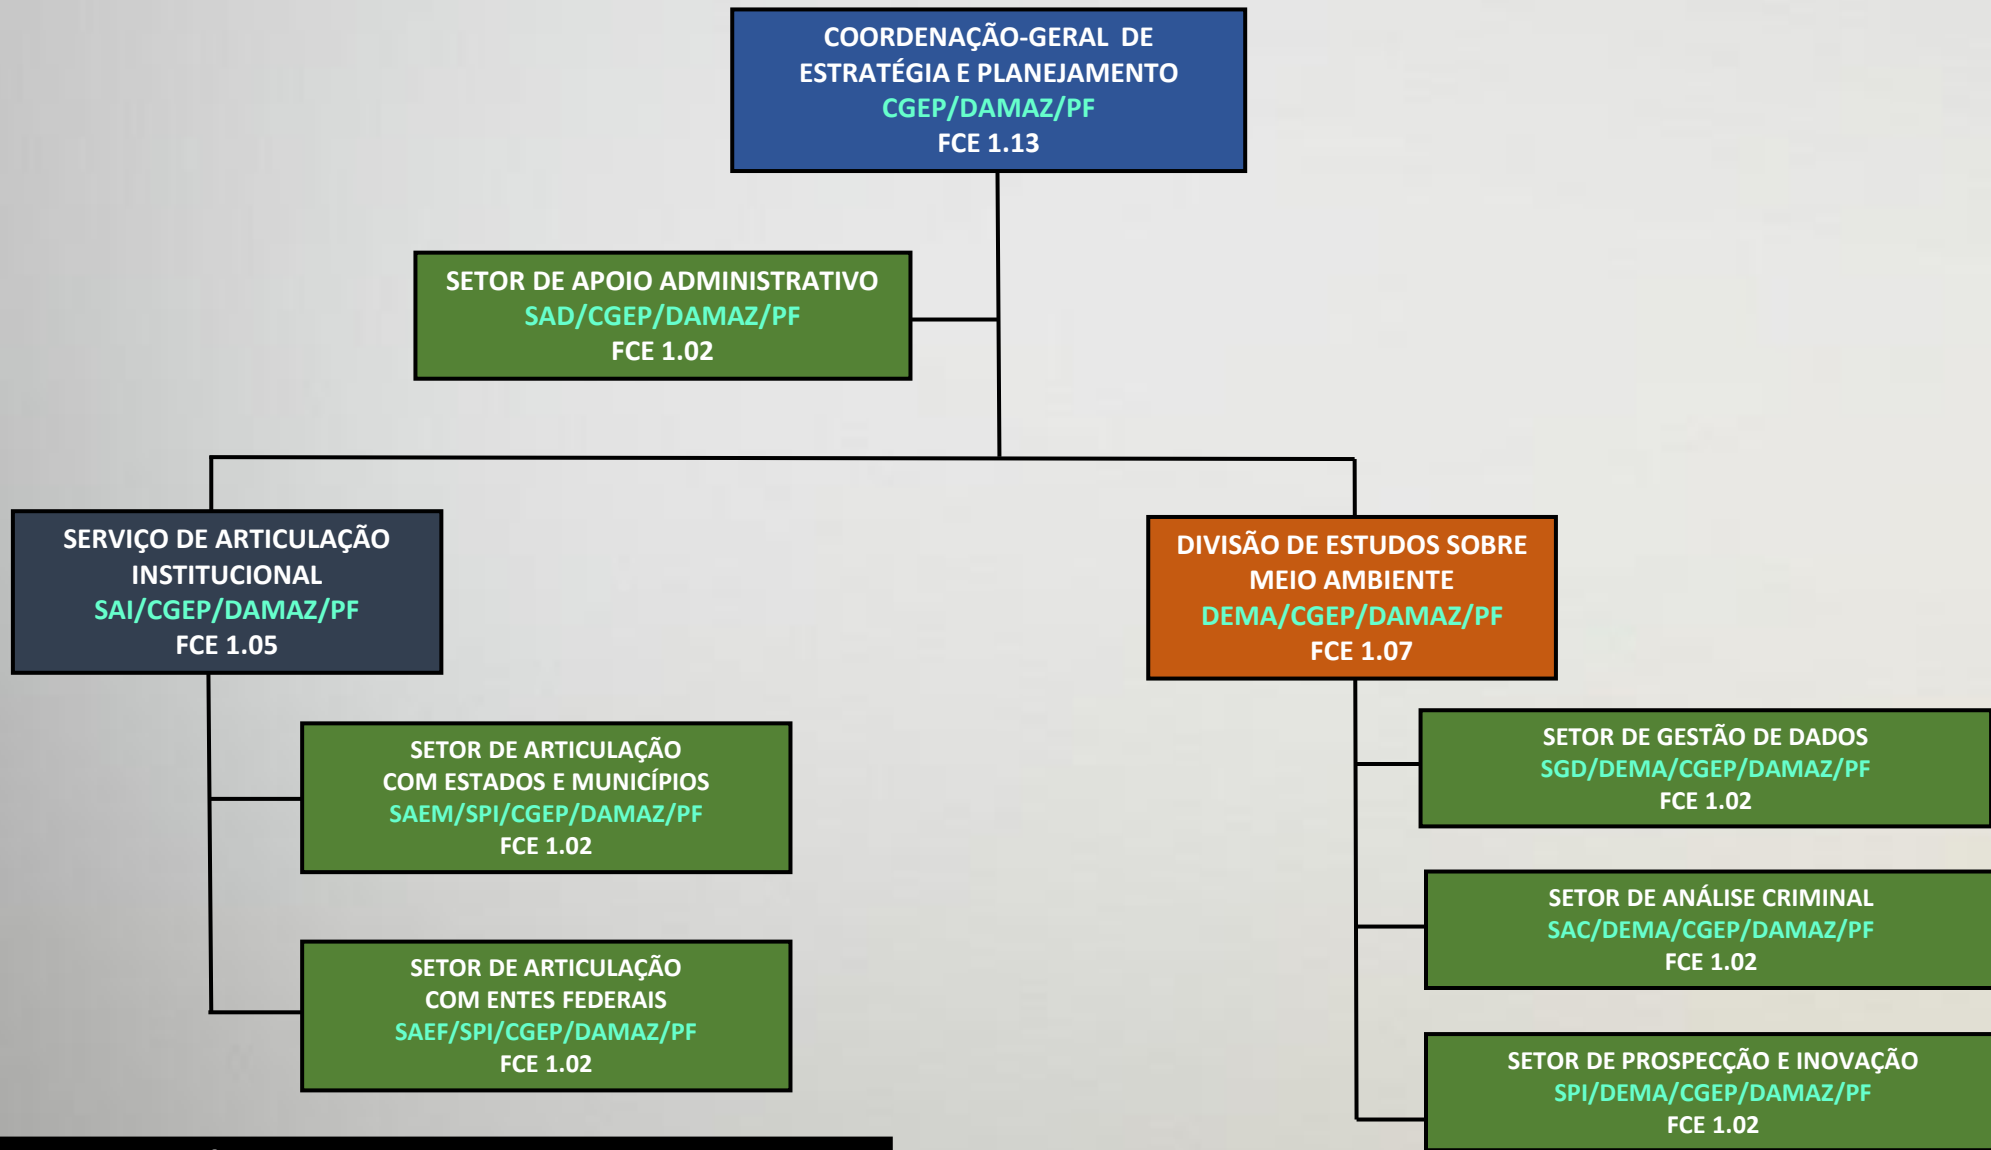 COORDENAÇÃO-GERAL DE
ESTRATÉGIA E PLANEJAMENTO
CGEP/DAMAZ/PF
FCE 1.13
SETOR DE APOIO ADMINISTRATIVO
SAD/CGEP/DAMAZ/PF
FCE 1.02
SERVIÇO DE ARTICULAÇÃO
INSTITUCIONAL
SAI/CGEP/DAMAZ/PF
FCE 1.05
SETOR DE ARTICULAÇÃO
COM ESTADOS E MUNICÍPIOS
SAEM/SPI/CGEP/DAMAZ/PF
FCE 1.02
SETOR DE ARTICULAÇÃO
COM ENTES FEDERAIS
SAEF/SPI/CGEP/DAMAZ/PF
FCE 1.02
DIVISÃO DE ESTUDOS SOBRE
MEIO AMBIENTE
DEMA/CGEP/DAMAZ/PF
FCE 1.07
SETOR DE GESTÃO DE DADOS
SGD/DEMA/CGEP/DAMAZ/PF
FCE 1.02
SETOR DE ANÁLISE CRIMINAL
SAC/DEMA/CGEP/DAMAZ/PF
FCE 1.02
SETOR DE PROSPECÇÃO E INOVAÇÃO
SPI/DEMA/CGEP/DAMAZ/PF
FCE 1.02